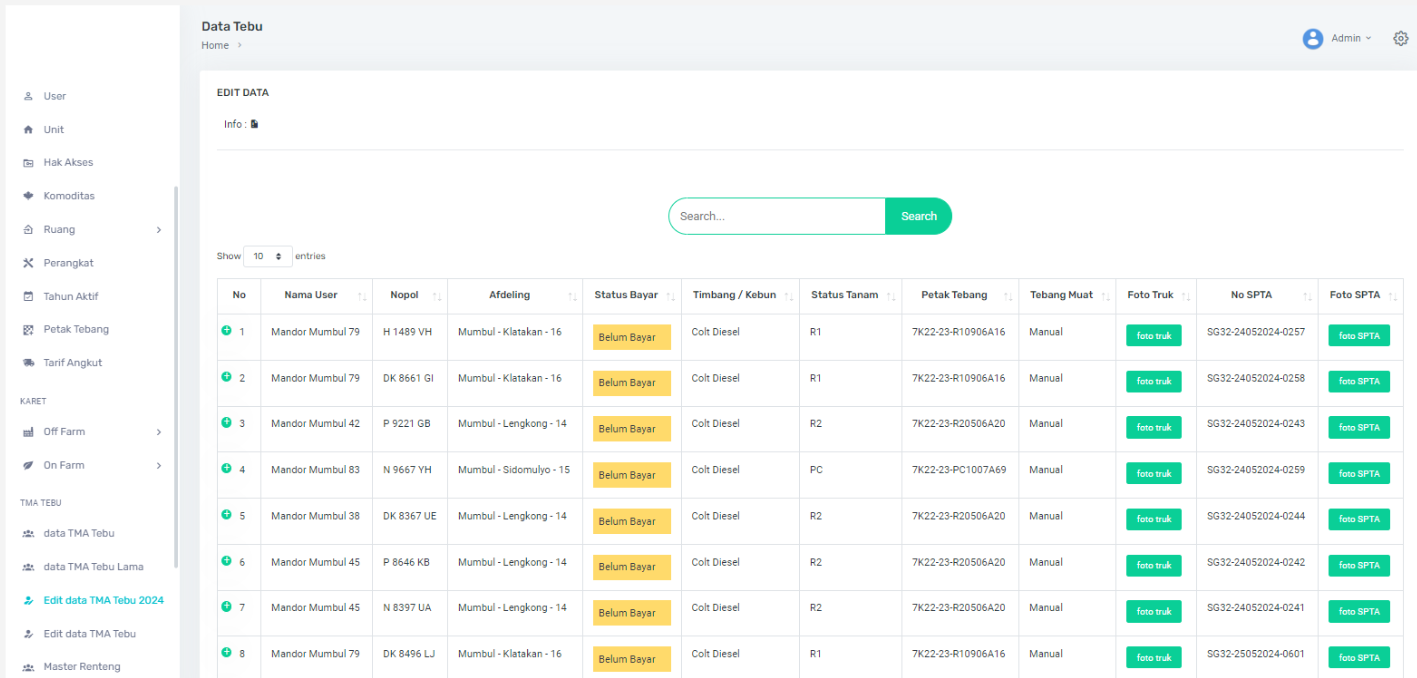 Data Tebu
Home
Admin
User
Unit
Hak Akses
Komoditas
Ruang
Perangkat
Tahun Aktif
Petak Tebang
Tarif Angkut
KARET
Off Farm
On Farm
TMA TEBU
data TMA Tebu
data TMA Tebu Lama
Edit data TMA Tebu 2024
Edit data TMA Tebu
Master Renteng
EDIT DATA
Info :
Search... Search
Show 10 entries
No Nama User Nopol Afdeling Status Bayar Timbang / Kebun Status Tanam Petak Tebang Tebang Muat Foto Truk No SPTA Foto SPTA
1 Mandor Mumbul 79 H 1489 VH Mumbul - Klatakan - 16 Belum Bayar Colt Diesel R1 7K22-23-R10906A16 Manual foto truk SG32-24052024-0257 foto SPTA
2 Mandor Mumbul 79 DK 8661 GI Mumbul - Klatakan - 16 Belum Bayar Colt Diesel R1 7K22-23-R10906A16 Manual foto truk SG32-24052024-0258 foto SPTA
3 Mandor Mumbul 42 P 9221 GB Mumbul - Lengkong - 14 Belum Bayar Colt Diesel R2 7K22-23-R20506A20 Manual foto truk SG32-24052024-0243 foto SPTA
4 Mandor Mumbul 83 N 9667 YH Mumbul - Sidomulyo - 15 Belum Bayar Colt Diesel PC 7K22-23-PC1007A69 Manual foto truk SG32-24052024-0259 foto SPTA
5 Mandor Mumbul 38 DK 8367 UE Mumbul - Lengkong - 14 Belum Bayar Colt Diesel R2 7K22-23-R20506A20 Manual foto truk SG32-24052024-0244 foto SPTA
6 Mandor Mumbul 45 P 8646 KB Mumbul - Lengkong - 14 Belum Bayar Colt Diesel R2 7K22-23-R20506A20 Manual foto truk SG32-24052024-0242 foto SPTA
7 Mandor Mumbul 45 N 8397 UA Mumbul - Lengkong - 14 Belum Bayar Colt Diesel R2 7K22-23-R20506A20 Manual foto truk SG32-24052024-0241 foto SPTA
8 Mandor Mumbul 79 DK 8496 LJ Mumbul - Klatakan - 16 Belum Bayar Colt Diesel R1 7K22-23-R10906A16 Manual foto truk SG32-25052024-0601 foto SPTA